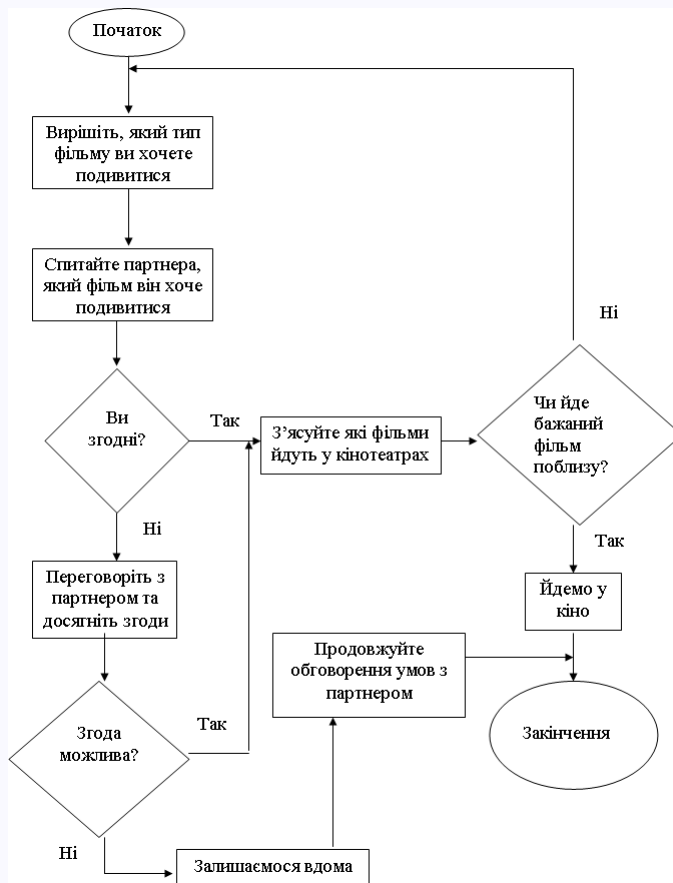 Початок
Вирішіть, який тип
фільму ви хочете
подивитися
Спитайте партнера,
який фільм він хоче
подивитися
Ви
згодні?
Так
З’ясуйте які фільми
йдуть у кінотеатрах
Чи йде
бажаний
фільм
поблизу?
Ні
Ні
Так
Переговоріть з
партнером та
досягніть згоди
Йдемо у
кіно
Продовжуйте
обговорення умов з
партнером
Згода
можлива?
Так
Закінчення
Ні
Залишаємося вдома